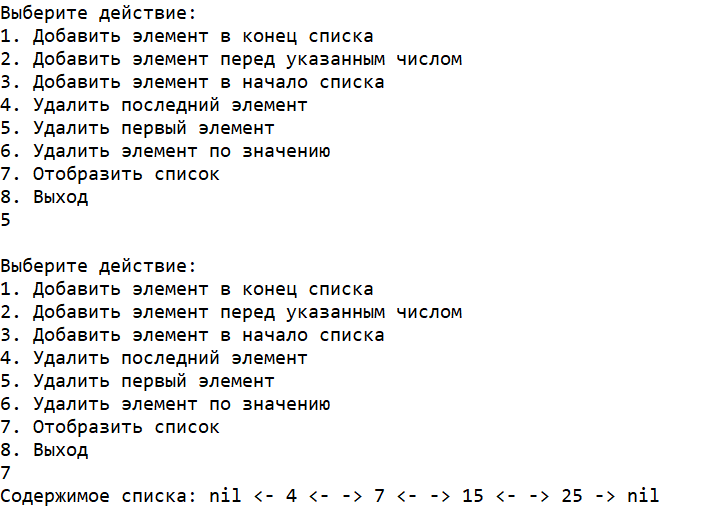 Выберите действие:
1. Добавить элемент в конец списка
2. Добавить элемент перед указанным числом
3. Добавить элемент в начало списка
4. Удалить последний элемент
5. Удалить первый элемент
6. Удалить элемент по значению
7. Отобразить список
8. Выход
5
Выберите действие:
1. Добавить элемент в конец списка
2. Добавить элемент перед указанным числом
3. Добавить элемент в начало списка
4. Удалить последний элемент
5. Удалить первый элемент
6. Удалить элемент по значению
7. Отобразить список
8. Выход
7
Содержимое списка: nil <- 4 <- -> 7 <- -> 15 <- -> 25 -> nil